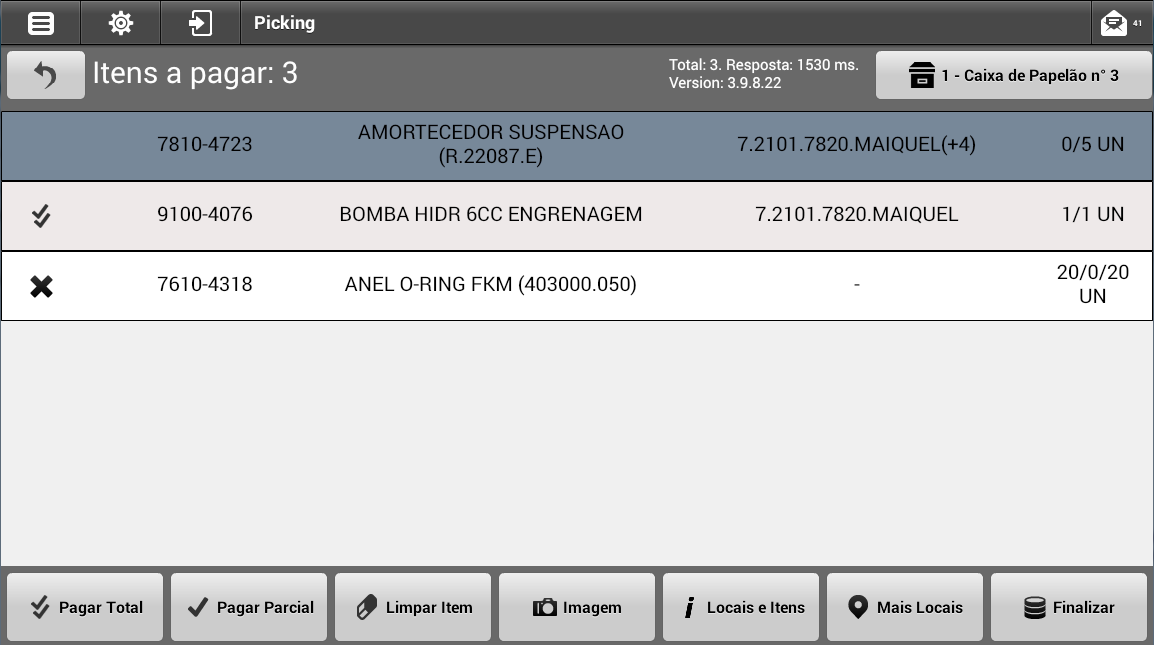 Picking
41
Itens a pagar: 3
Total: 3. Resposta: 1530 ms.
Version: 3.9.8.22
1 - Caixa de Papelão n° 3
7810-4723
AMORTECEDOR SUSPENSAO
(R.22087.E)
7.2101.7820.MAIQUEL(+4)
0/5 UN
9100-4076
BOMBA HIDR 6CC ENGRENAGEM
7.2101.7820.MAIQUEL
1/1 UN
7610-4318
ANEL O-RING FKM (403000.050)
-
20/0/20
UN
Pagar Total
Pagar Parcial
Limpar Item
Imagem
Locais e Itens
Mais Locais
Finalizar